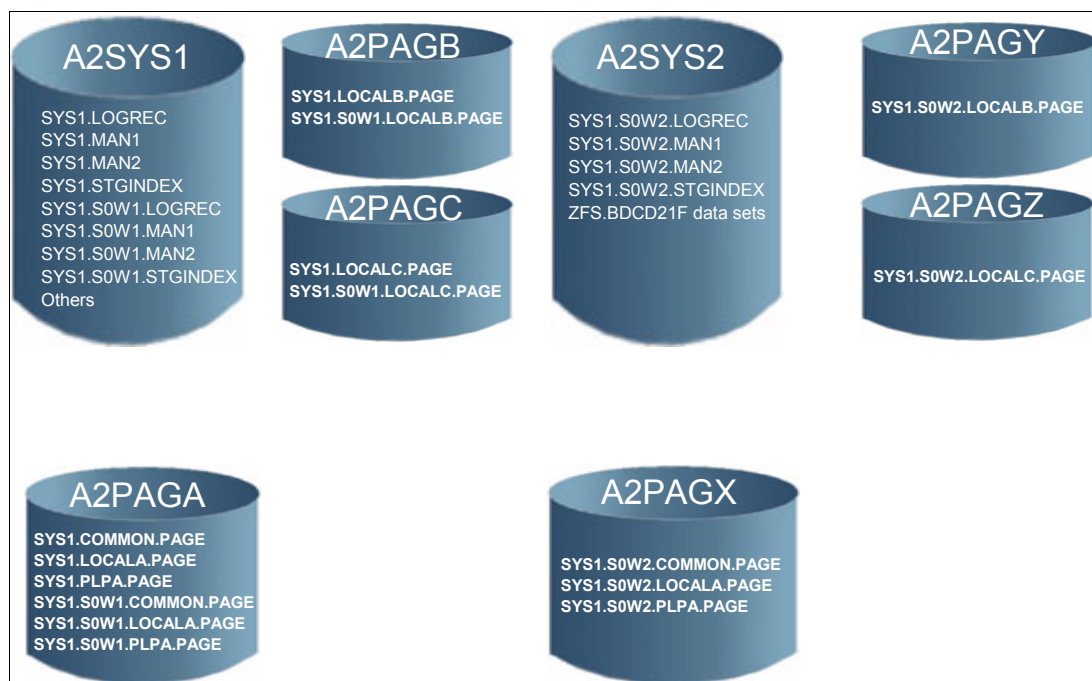 A2SYS1
SYS1.LOGREC
SYS1.MAN1
SYS1.MAN2
SYS1.STGINDEX
SYS1.S0W1.LOGREC
SYS1.S0W1.MAN1
SYS1.S0W1.MAN2
SYS1.S0W1.STGINDEX
Others
A2PAGB
SYS1.LOCALB.PAGE
SYS1.S0W1.LOCALB.PAGE
A2PAGC
SYS1.LOCALC.PAGE
SYS1.S0W1.LOCALC.PAGE
A2SYS2
SYS1.S0W2.LOGREC
SYS1.S0W2.MAN1
SYS1.S0W2.MAN2
SYS1.S0W2.STGINDEX
ZFS.BDCD21F data sets
A2PAGY
SYS1.S0W2.LOCALB.PAGE
A2PAGZ
SYS1.S0W2.LOCALC.PAGE
A2PAGA
SYS1.COMMON.PAGE
SYS1.LOCALA.PAGE
SYS1.PLPA.PAGE
SYS1.S0W1.COMMON.PAGE
SYS1.S0W1.LOCALA.PAGE
SYS1.S0W1.PLPA.PAGE
A2PAGX
SYS1.S0W2.COMMON.PAGE
SYS1.S0W2.LOCALA.PAGE
SYS1.S0W2.PLPA.PAGE